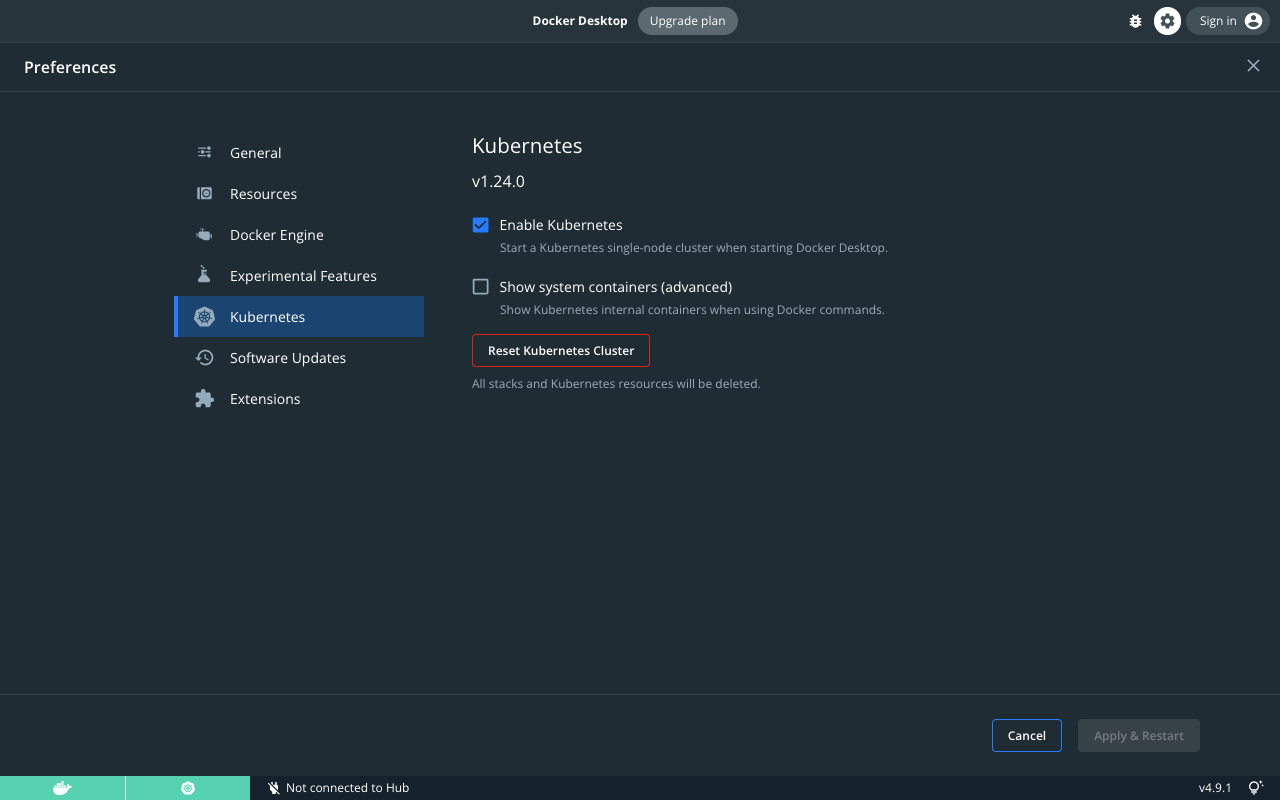 Docker Desktop
Upgrade plan
Sign in
Preferences
General
Resources
Docker Engine
Experimental Features
Kubernetes
Software Updates
Extensions
Kubernetes
v1.24.0
Enable Kubernetes
Start a Kubernetes single-node cluster when starting Docker Desktop.
Show system containers (advanced)
Show Kubernetes internal containers when using Docker commands.
Reset Kubernetes Cluster
All stacks and Kubernetes resources will be deleted.
Cancel
Apply & Restart
Not connected to Hub
v4.9.1